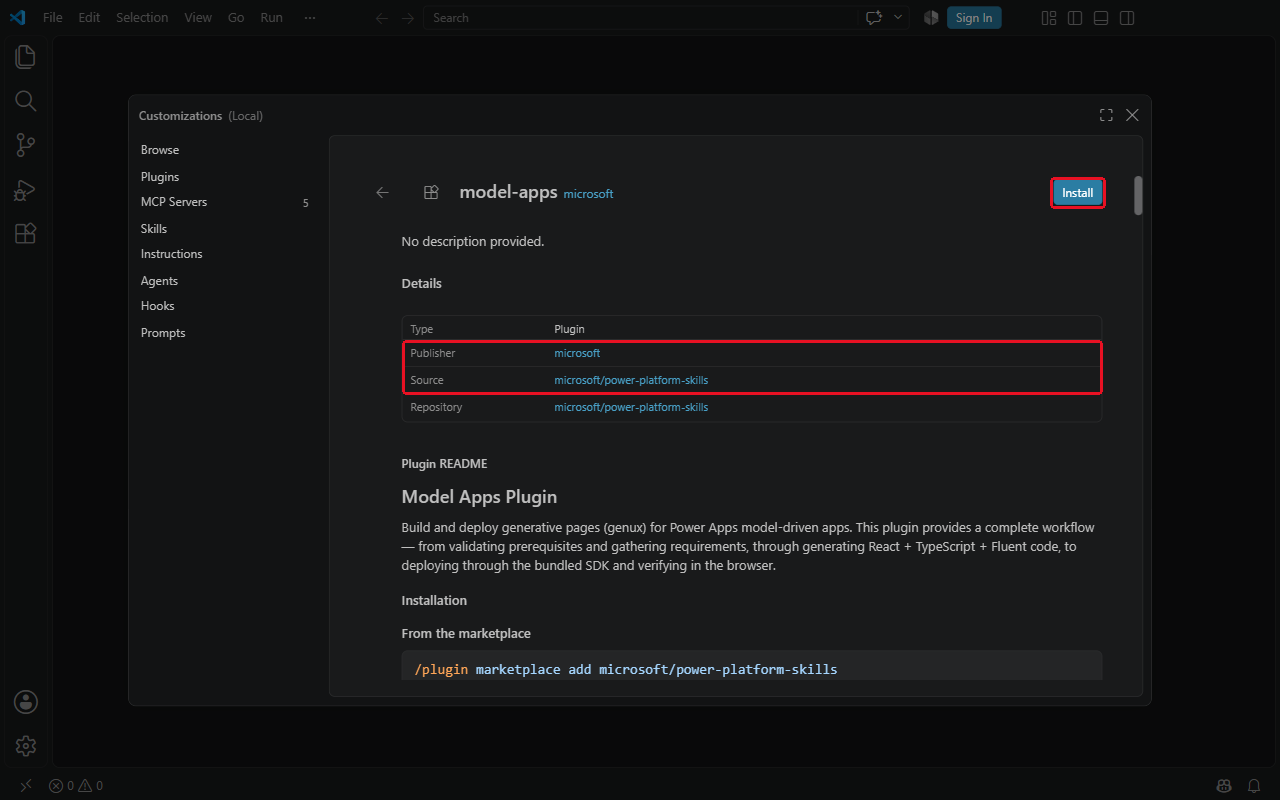 File Edit Selection View Go Run ··· Search Sign In
Customizations (Local)
Browse
Plugins
MCP Servers 5
Skills
Instructions
Agents
Hooks
Prompts
model-apps microsoft Install
No description provided.
Details
Type Plugin
Publisher microsoft
Source microsoft/power-platform-skills
Repository microsoft/power-platform-skills
Plugin README
Model Apps Plugin
Build and deploy generative pages (genux) for Power Apps model-driven apps. This plugin provides a complete workflow
— from validating prerequisites and gathering requirements, through generating React + TypeScript + Fluent code, to
deploying through the bundled SDK and verifying in the browser.
Installation
From the marketplace
/plugin marketplace add microsoft/power-platform-skills
0 0